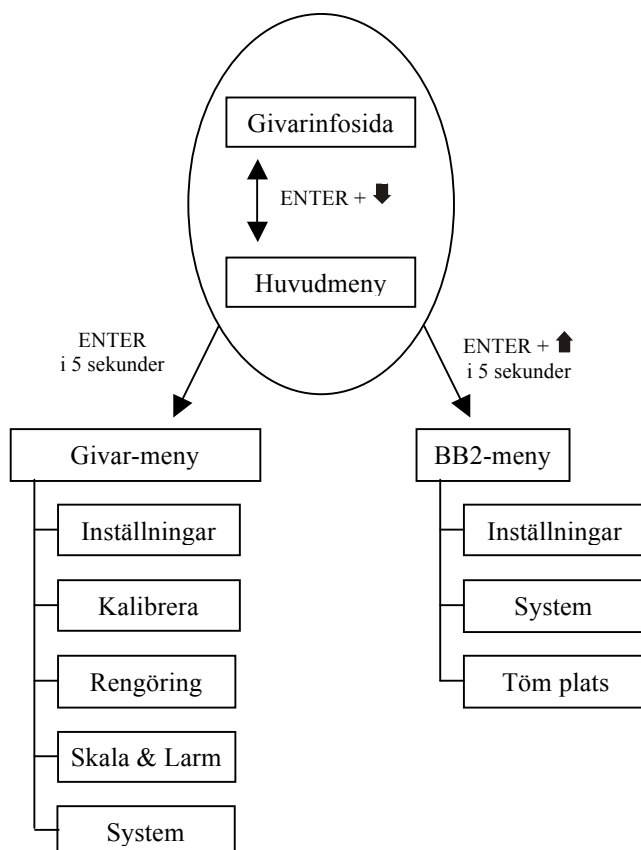 Givarinfosida
ENTER + 🡇
Huvudmeny
ENTER
i 5 sekunder
ENTER + 🡅
i 5 sekunder
Givar-meny
Inställningar
Kalibrera
Rengöring
Skala & Larm
System
BB2-meny
Inställningar
System
Töm plats